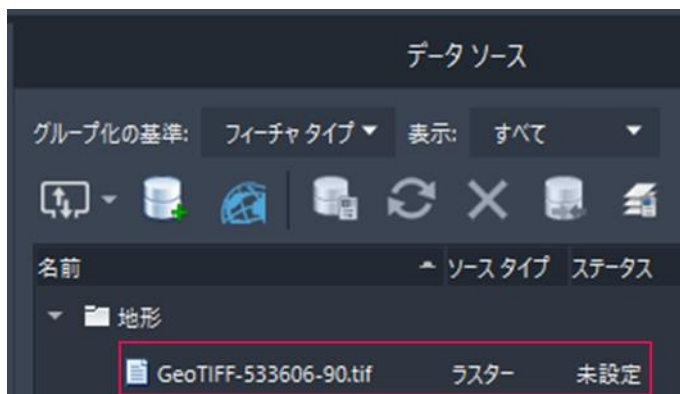 データ ソース
グループ化の基準: フィーチャ タイプ 表示: すべて
名前 ソース タイプ ステータス
地形
GeoTIFF-533606-90.tif ラスター 未設定